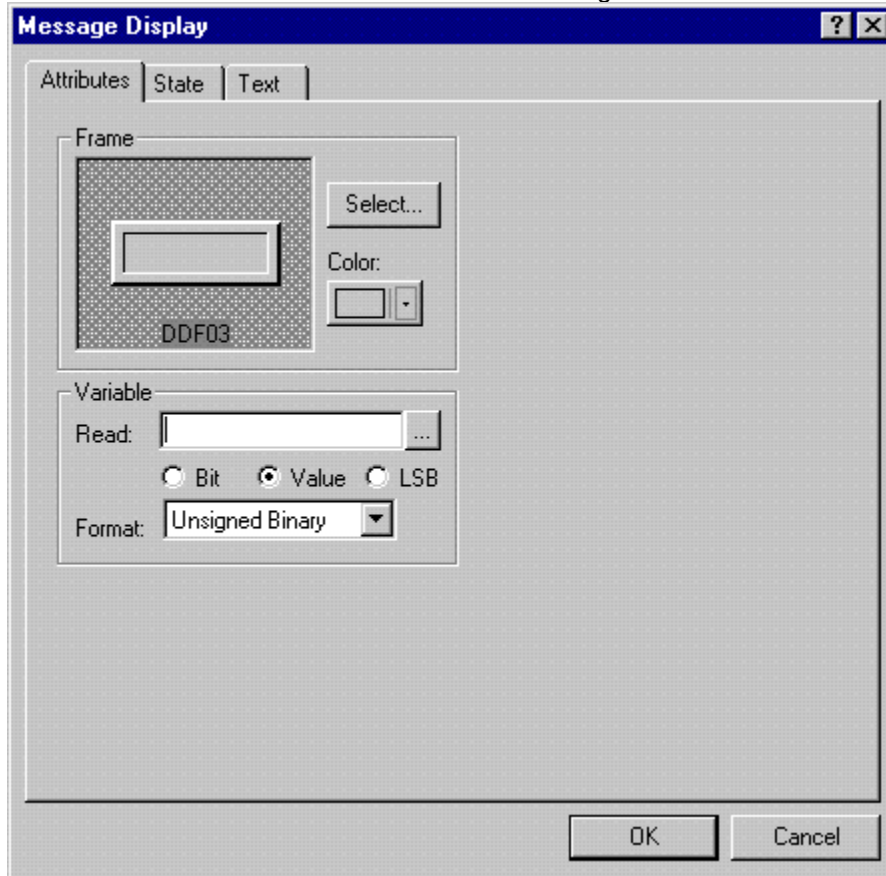 Message Display
? ×
Attributes State Text
Frame
Select...
Color:
DDF03
Variable
Read: ...
Bit Value LSB
Format: Unsigned Binary
OK Cancel